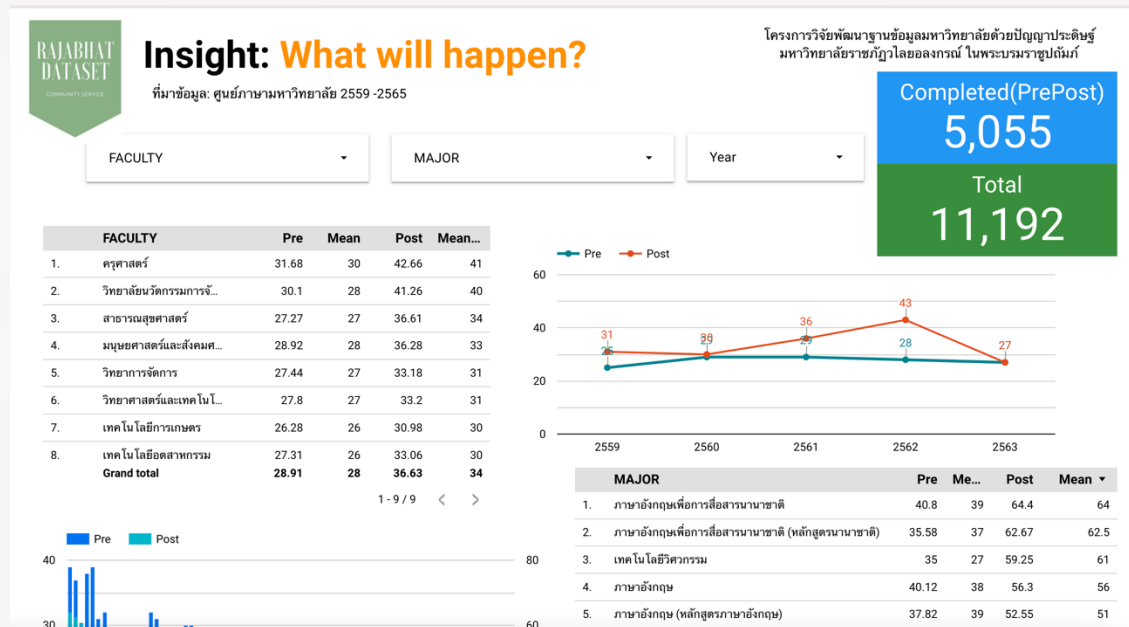 RAJABHAT
DATASET
COMMUNITY SERVICE
Insight: What will happen?
ที่มาข้อมูล: ศูนย์ภาษามหาวิทยาลัย 2559 -2565
โครงการวิจัยพัฒนาฐานข้อมูลมหาวิทยาลัยด้วยปัญญาประดิษฐ์
มหาวิทยาลัยราชภัฏวไลยอลงกรณ์ ในพระบรมราชูปถัมภ์
Completed(PrePost)
5,055
Total
11,192
FACULTY
MAJOR
Year
FACULTY Pre Mean Post Mean...
1. ครุศาสตร์ 31.68 30 42.66 41
2. วิทยาลัยนวัตกรรมการจั... 30.1 28 41.26 40
3. สาธารณสุขศาสตร์ 27.27 27 36.61 34
4. มนุษยศาสตร์และสังคมศ... 28.92 28 36.28 33
5. วิทยาการจัดการ 27.44 27 33.18 31
6. วิทยาศาสตร์และเทคโนโ... 27.8 27 33.2 31
7. เทคโนโลยีการเกษตร 26.28 26 30.98 30
8. เทคโนโลยีอุตสาหกรรม 27.31 26 33.06 30
Grand total 28.91 28 36.63 34
1 - 9 / 9
Pre Post
60
40
20
0
31 36 43 27
29 28
2559 2560 2561 2562 2563
MAJOR Pre Me... Post Mean
1. ภาษาอังกฤษเพื่อการสื่อสารนานาชาติ 40.8 39 64.4 64
2. ภาษาอังกฤษเพื่อการสื่อสารนานาชาติ (หลักสูตรนานาชาติ) 35.58 37 62.67 62.5
3. เทคโนโลยีวิศวกรรม 35 27 59.25 61
4. ภาษาอังกฤษ 40.12 38 56.3 56
5. ภาษาอังกฤษ (หลักสูตรภาษาอังกฤษ) 37.82 39 52.55 51
Pre Post
40 80
30 60